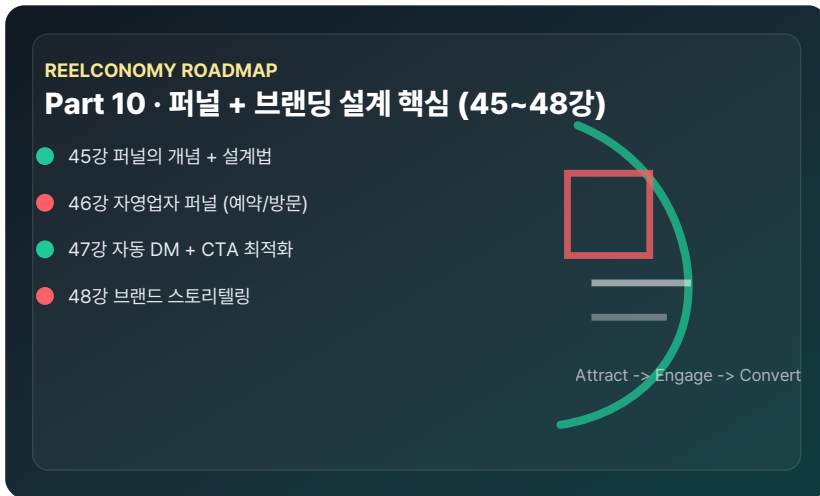 REELCONOMY ROADMAP
Part 10 · 퍼널 + 브랜딩 설계 핵심 (45~48강)
45강 퍼널의 개념 + 설계법
46강 자영업자 퍼널 (예약/방문)
47강 자동 DM + CTA 최적화
48강 브랜드 스토리텔링
Attract -> Engage -> Convert